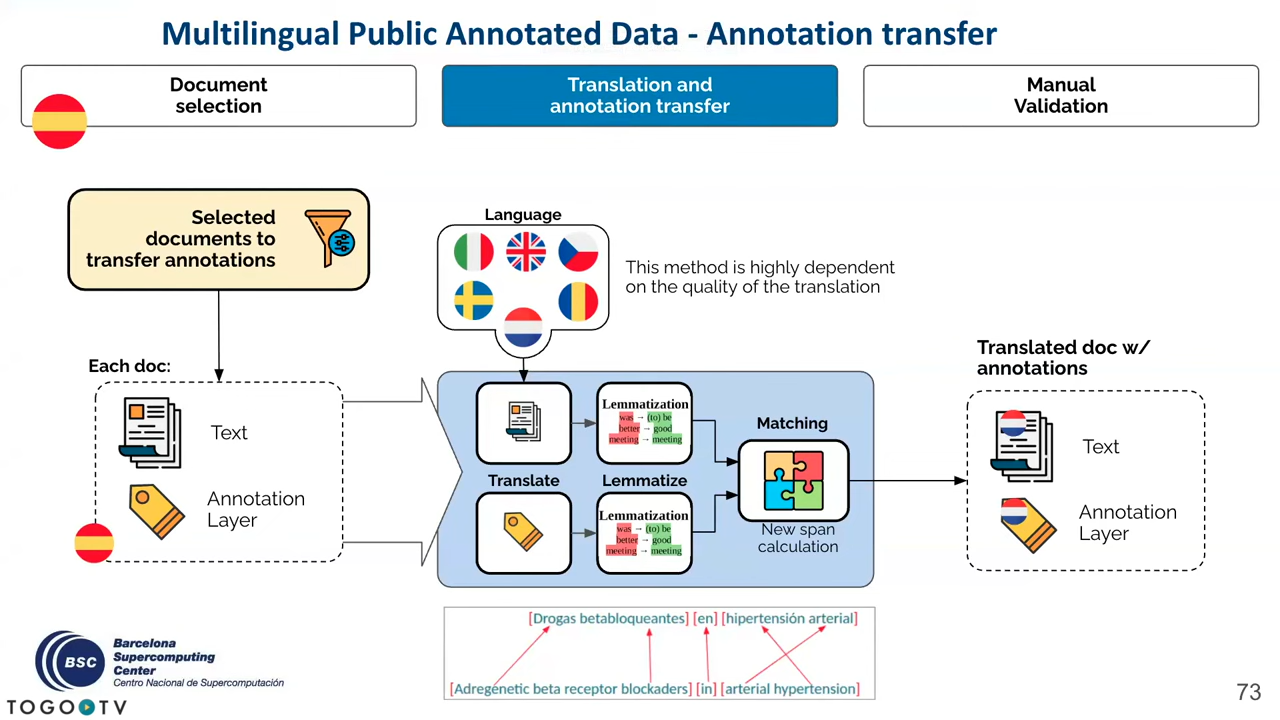 Multilingual Public Annotated Data - Annotation transfer
Document
selection
Translation and
annotation transfer
Manual
Validation
Selected
documents to
transfer annotations
Language
This method is highly dependent
on the quality of the translation
Each doc:
Text
Annotation
Layer
Translate
Lemmatization
was → (to) be
better → good
meeting → meeting
Lemmatize
Lemmatization
was → (to) be
better → good
meeting → meeting
Matching
New span
calculation
Translated doc w/
annotations
Text
Annotation
Layer
[Drogas betabloqueantes] [en] [hipertensión arterial]
[Adregenetic beta receptor blockaders] [in] [arterial hypertension]
BSC
Barcelona
Supercomputing
Center
Centro Nacional de Supercomputación
TOGOTV
73